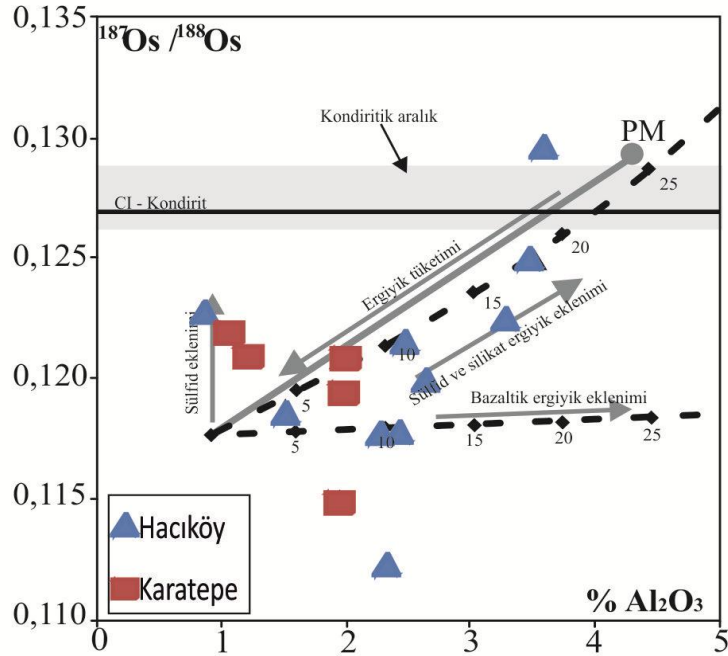 0,135
¹⁸⁷Os /¹⁸⁸Os
Kondiritik aralık
PM
0,130
25
CI - Kondirit
20
0,125
Ergiyik tüketimi
15
Sülfid ve silikat ergiyik eklenimi
10
Sülfid eklenimi
0,120
5
Bazaltik ergiyik eklenimi
5
10
15
20
25
0,115
Hacıköy
Karatepe
% Al₂O₃
0,110
0
1
2
3
4
5